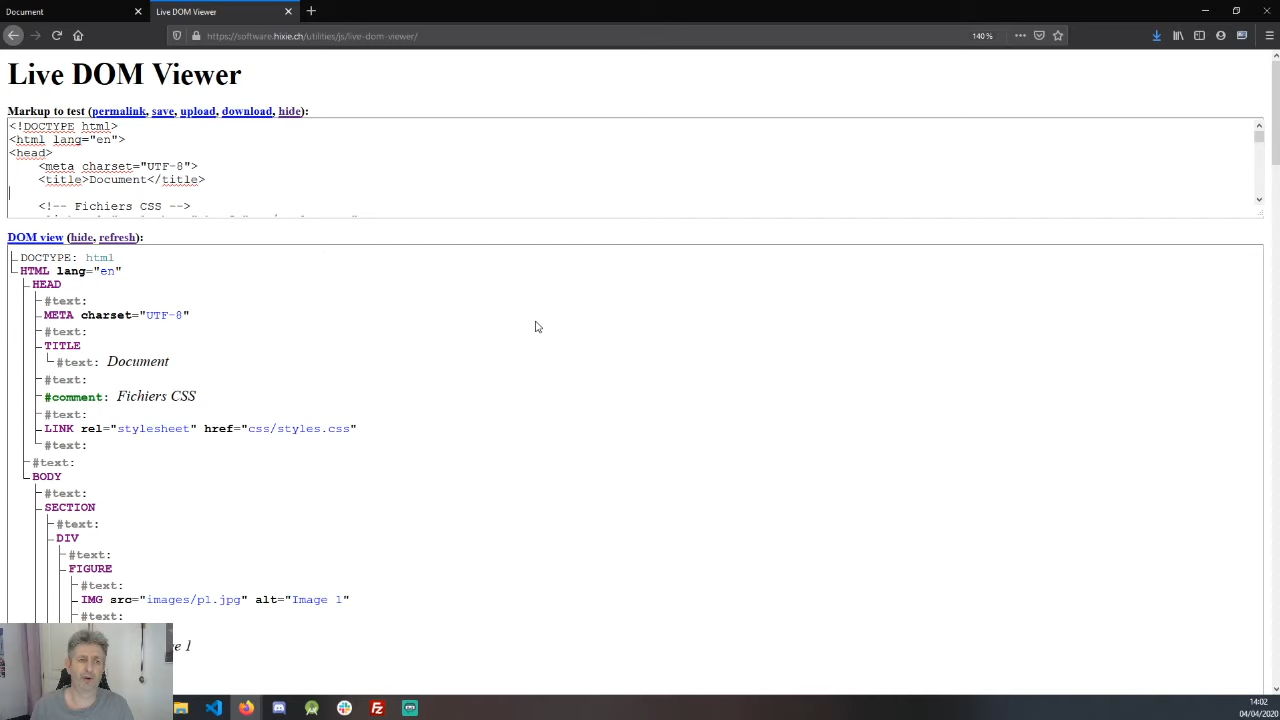 Document
Live DOM Viewer
https://software.hixie.ch/utilities/js/live-dom-viewer/
140%
Live DOM Viewer
Markup to test (permalink, save, upload, download, hide):
<!DOCTYPE html>
<html lang="en">
<head>
<meta charset="UTF-8">
<title>Document</title>
<!-- Fichiers CSS -->
DOM view (hide, refresh):
DOCTYPE: html
HTML lang="en"
HEAD
#text:
META charset="UTF-8"
#text:
TITLE
#text: Document
#text:
#comment: Fichiers CSS
#text:
LINK rel="stylesheet" href="css/styles.css"
#text:
#text:
BODY
#text:
SECTION
#text:
DIV
#text:
FIGURE
#text:
IMG src="images/p1.jpg" alt="Image 1"
#text:
1
14:02
04/04/2020